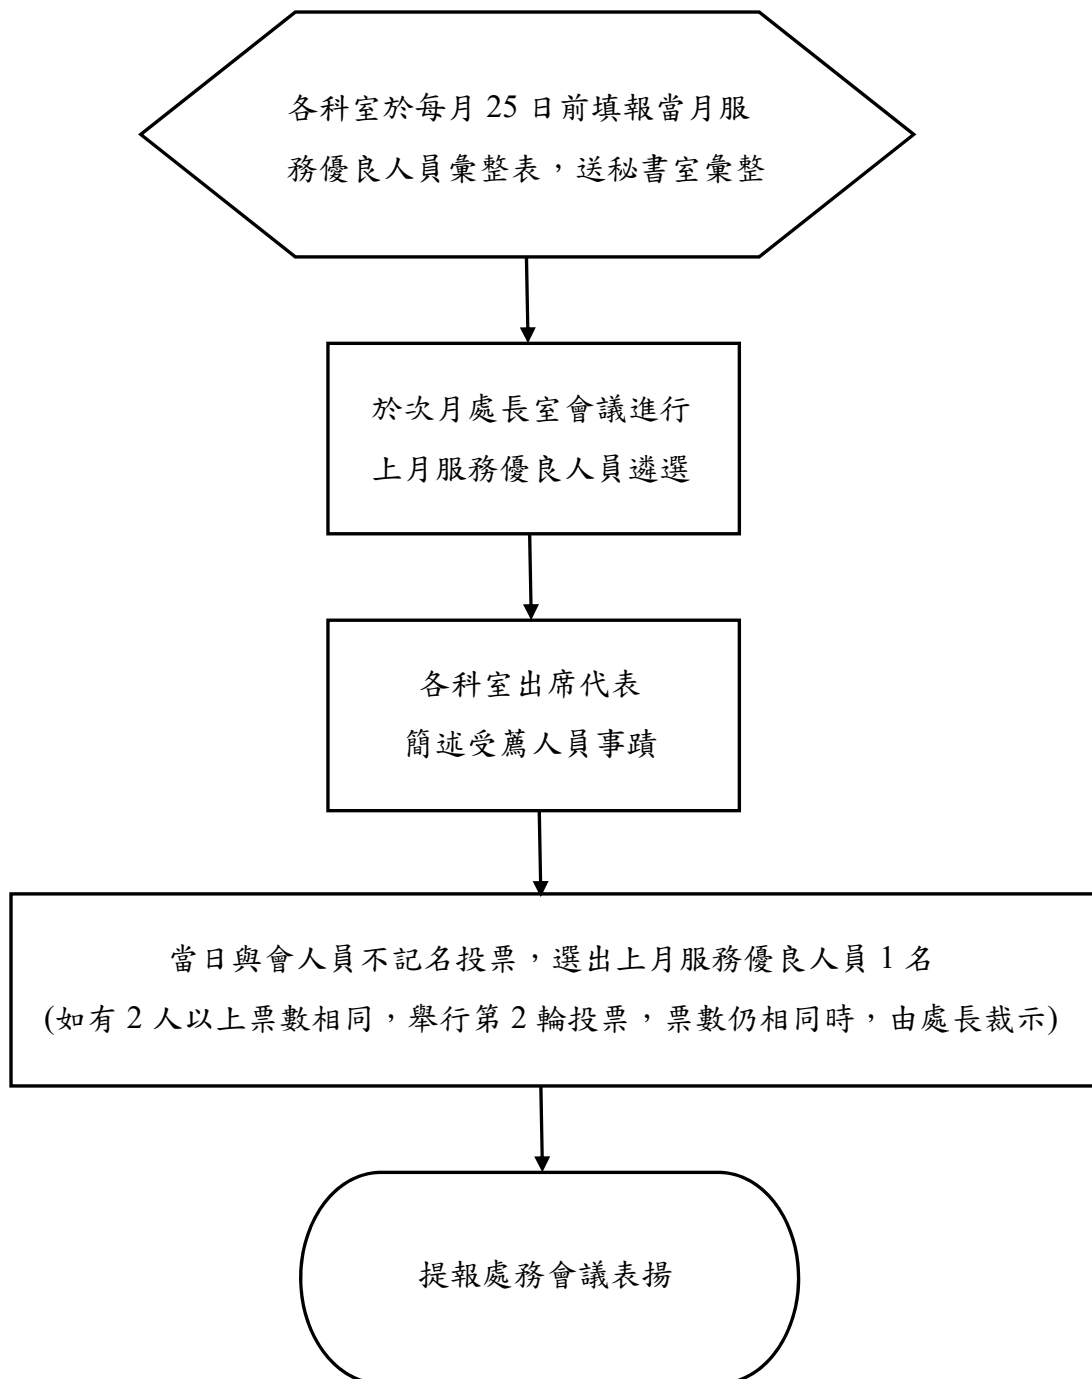 各科室於每月 25 日前填報當月服
務優良人員彙整表，送秘書室彙整
於次月處長室會議進行
上月服務優良人員遴選
各科室出席代表
簡述受薦人員事蹟
當日與會人員不記名投票，選出上月服務優良人員 1 名
(如有 2 人以上票數相同，舉行第 2 輪投票，票數仍相同時，由處長裁示)
提報處務會議表揚